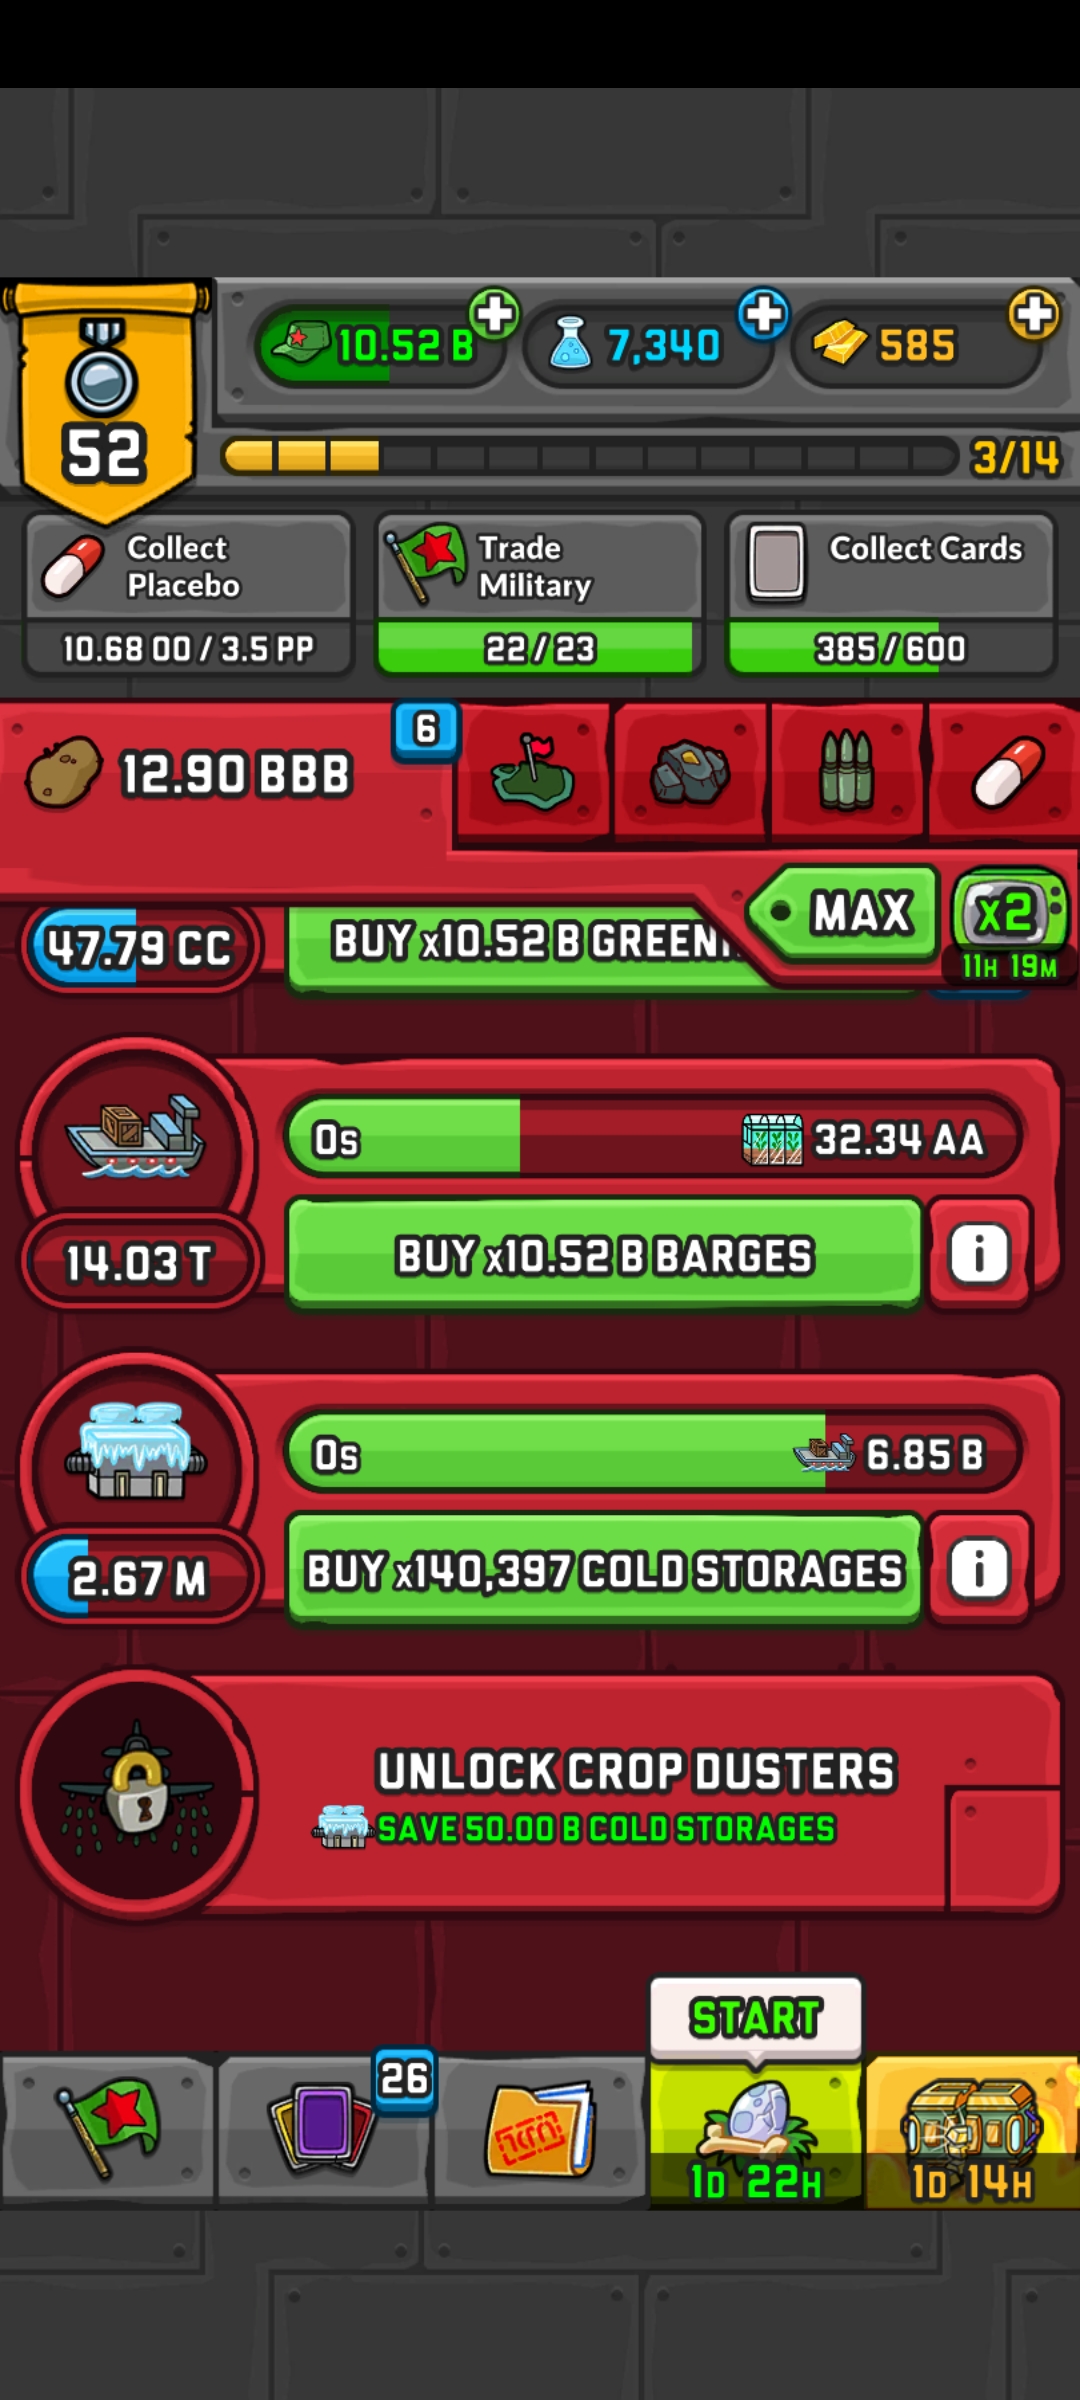 10.52 B
7,340
585
52
3/14
Collect
Placebo
10.68 OO / 3.5 PP
Trade
Military
22 / 23
Collect Cards
385 / 600
12.90 BBB
6
MAX
x2
11H 19M
47.79 CC
BUY x10.52 B GREEN
0s
32.34 AA
14.03 T
BUY x10.52 B BARGES
i
0s
6.85 B
2.67 M
BUY x140,397 COLD STORAGES
i
UNLOCK CROP DUSTERS
SAVE 50.00 B COLD STORAGES
START
26
1D 22H
1D 14H